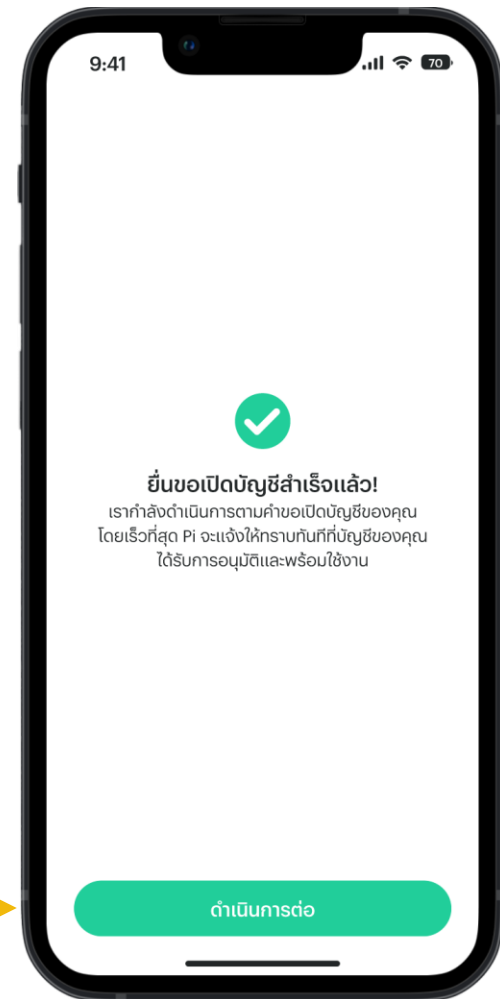 9:41
70
ยื่นขอเปิดบัญชีสำเร็จแล้ว!
เรากำลังดำเนินการตามคำขอเปิดบัญชีของคุณ
โดยเร็วที่สุด Pi จะแจ้งให้ทราบทันทีที่บัญชีของคุณ
ได้รับการอนุมัติและพร้อมใช้งาน
ดำเนินการต่อ